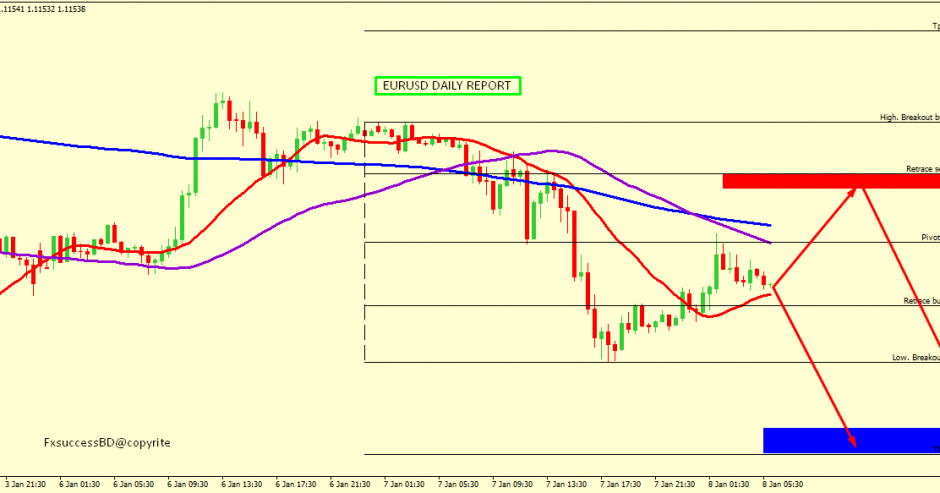 .11541 1.11532 1.11538
EURUSD DAILY REPORT
High. Breakout
Retrace
Pivot
Retrace
Low. Breakou
FxsuccessBD@copyrite
3 Jan 21:30 6 Jan 01:30 6 Jan 05:30 6 Jan 09:30 6 Jan 13:30 6 Jan 17:30 6 Jan 21:30 7 Jan 01:30 7 Jan 05:30 7 Jan 09:30 7 Jan 13:30 7 Jan 17:30 7 Jan 21:30 8 Jan 01:30 8 Jan 05:30